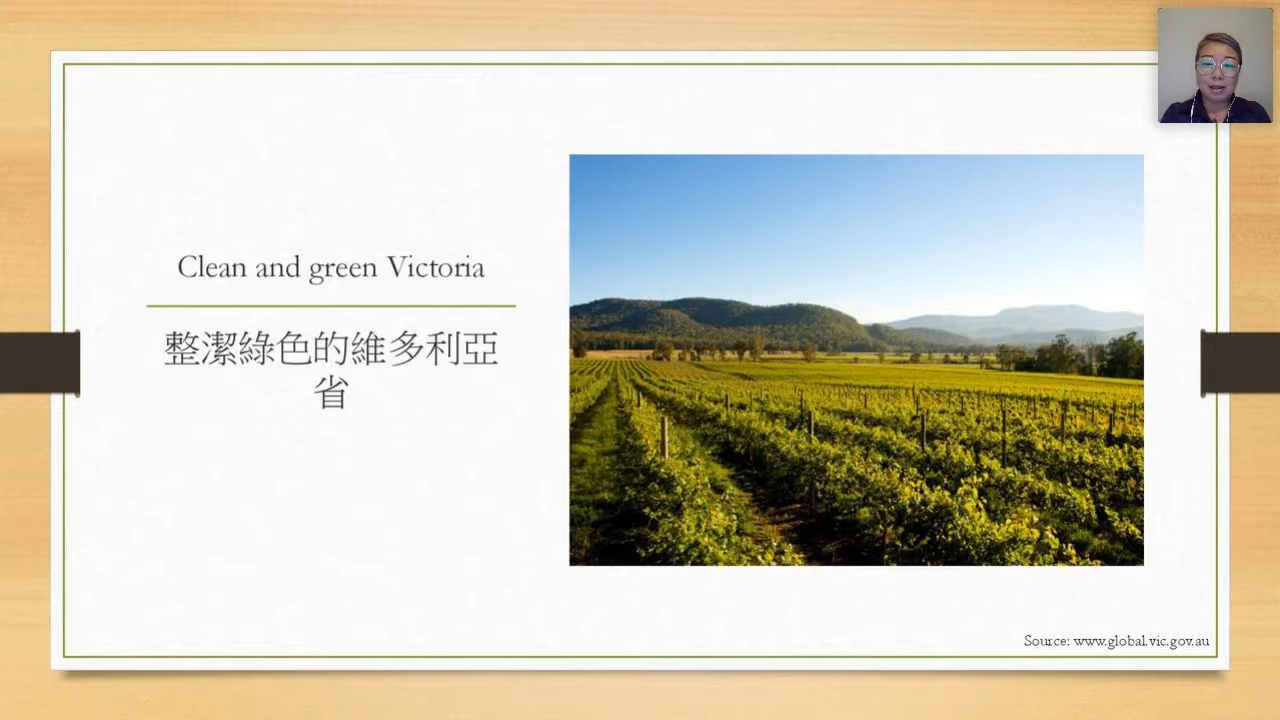 Clean and green Victoria
整潔綠色的維多利亞
省
Source: www.global.vic.gov.au